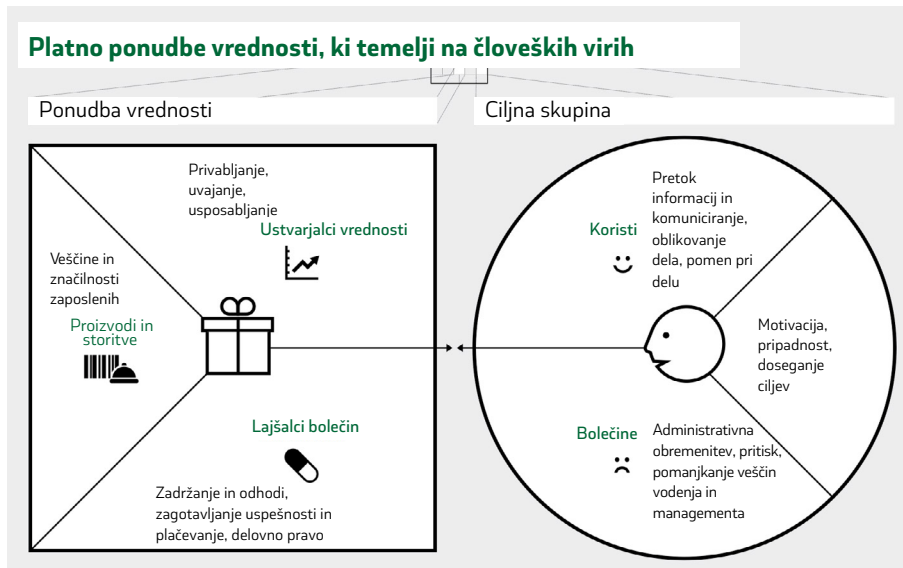 Platno ponudbe vrednosti, ki temelji na človeških virih
Ponudba vrednosti
Ciljna skupina
Privabljanje,
uvajanje,
usposabljanje
Ustvarjalci vrednosti
Veščine in
značilnosti
zaposlenih
Proizvodi in
storitve
Lajšalci bolečin
Zadržanje in odhodi,
zagotavljanje uspešnosti in
plačevanje, delovno pravo
Koristi
Pretok
informacij in
komuniciranje,
oblikovanje
dela, pomen pri
delu
Motivacija,
pripadnost,
doseganje
ciljev
Bolečine
Administrativna
obremenitev, pritisk,
pomanjkanje veščin
vodenja in
managementa